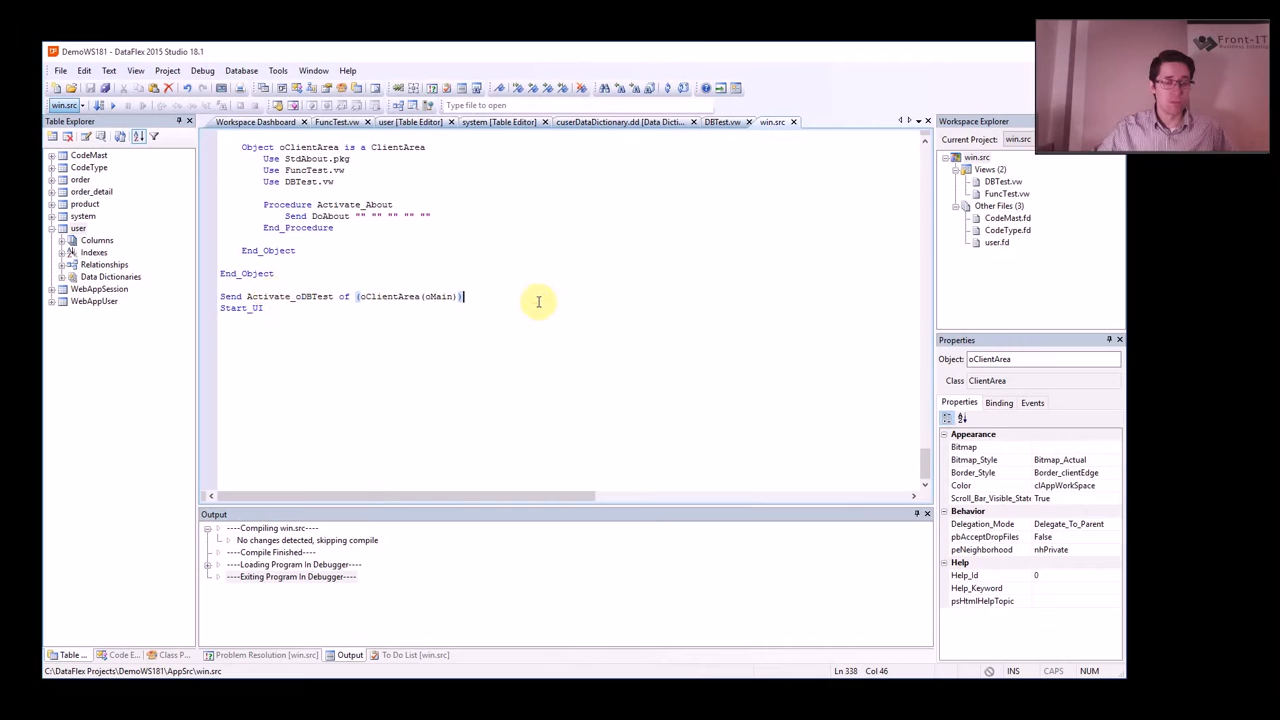 Front-IT
DemoWS181 - DataFlex 2015 Studio 18.1
File Edit Text View Project Debug Database Tools Window Help
win.src
Type file to open
Table Explorer
CodeMast
CodeType
order
order_detail
product
system
user
Columns
Indexes
Relationships
Data Dictionaries
WebAppSession
WebAppUser
Workspace Dashboard FuncTest.vw user [Table Editor] system [Table Editor] cuserDataDictionary.dd [Data Dicti... DBTest.vw win.src
Object oClientArea is a ClientArea
Use StdAbout.pkg
Use FuncTest.vw
Use DBTest.vw
Procedure Activate_About
Send DoAbout "" "" "" "" ""
End_Procedure
End_Object
End_Object
Send Activate_oDBTest of (oClientArea(oMain))
Start_UI
Output
----Compiling win.src----
No changes detected, skipping compile
----Compile Finished----
----Loading Program In Debugger----
----Exiting Program In Debugger----
Workspace Explorer
Current Project: win.src
win.src
Views (2)
DBTest.vw
FuncTest.vw
Other Files (3)
CodeMast.fd
CodeType.fd
user.fd
Properties
Object: oClientArea
Class ClientArea
Properties Binding Events
Appearance
Bitmap
Bitmap_Style Bitmap_Actual
Border_Style Border_clientEdge
Color clAppWorkSpace
Scroll_Bar_Visible_State True
Behavior
Delegation_Mode Delegate_To_Parent
pbAcceptDropFiles False
peNeighborhood nhPrivate
Help
Help_Id 0
Help_Keyword
psHtmlHelpTopic
Table ... Code E... Class P... Problem Resolution [win.src] Output To Do List [win.src]
C:\DataFlex Projects\DemoWS181\AppSrc\win.src Ln 338 Col 46 INS CAPS NUM